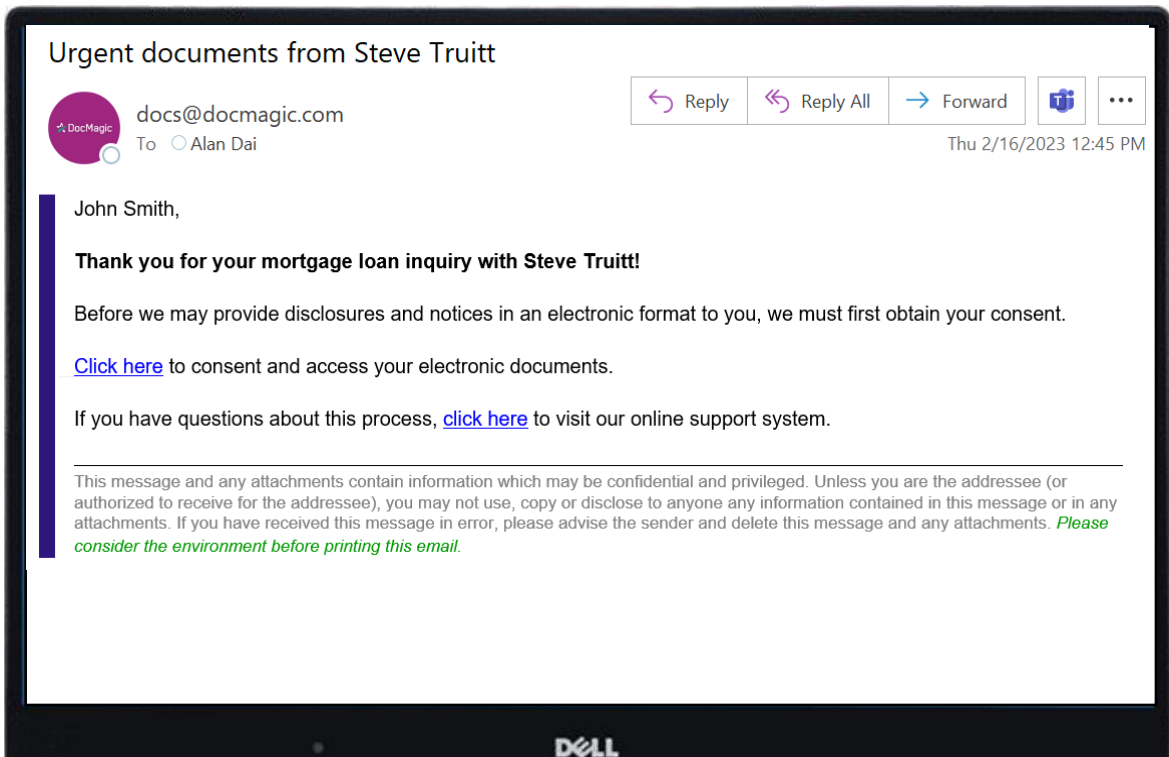 Urgent documents from Steve Truitt
DocMagic
docs@docmagic.com
To Alan Dai
Reply
Reply All
Forward
Thu 2/16/2023 12:45 PM
John Smith,
Thank you for your mortgage loan inquiry with Steve Truitt!
Before we may provide disclosures and notices in an electronic format to you, we must first obtain your consent.
Click here to consent and access your electronic documents.
If you have questions about this process, click here to visit our online support system.
This message and any attachments contain information which may be confidential and privileged. Unless you are the addressee (or
authorized to receive for the addressee), you may not use, copy or disclose to anyone any information contained in this message or in any
attachments. If you have received this message in error, please advise the sender and delete this message and any attachments. Please
consider the environment before printing this email.
DELL